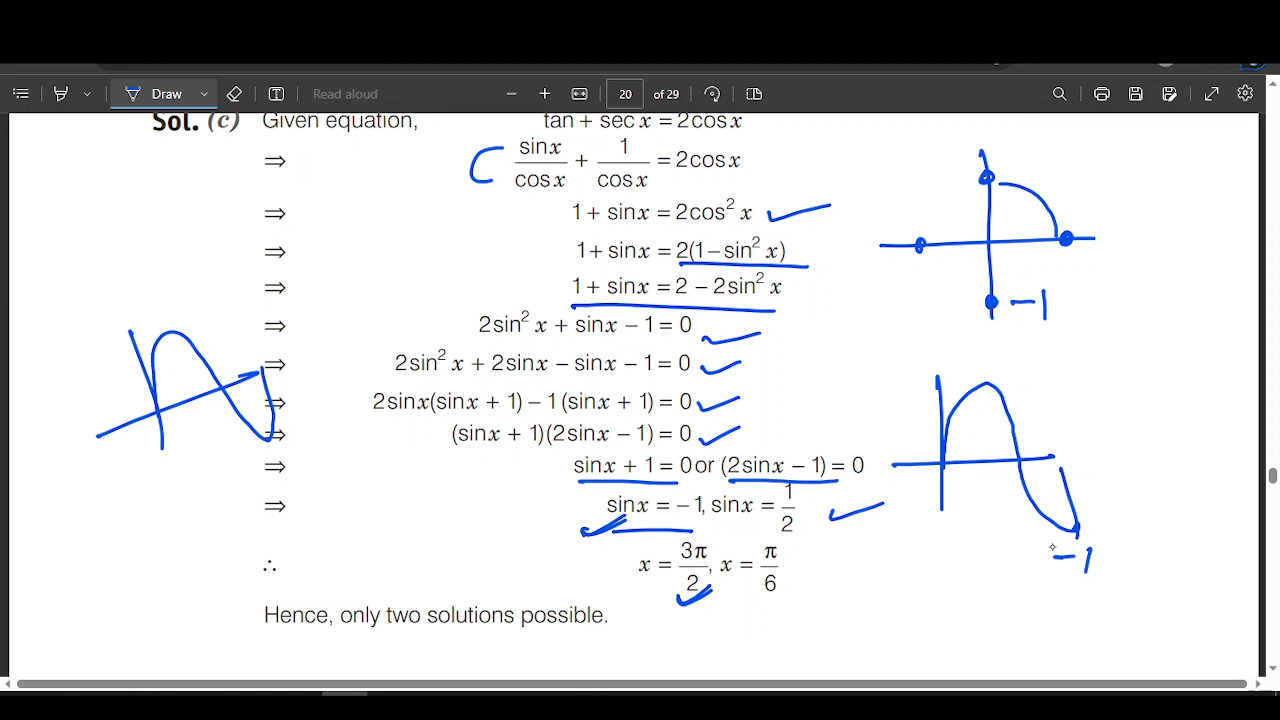 Draw
Read aloud
20 of 29
Sol. (c) Given equation, tan + sec x = 2cos x
⇒ sinx/cosx + 1/cosx = 2cosx
⇒ 1 + sinx = 2cos² x
⇒ 1 + sinx = 2(1 − sin² x)
⇒ 1 + sinx = 2 − 2sin² x
⇒ 2sin² x + sinx − 1 = 0
⇒ 2sin² x + 2sinx − sinx − 1 = 0
⇒ 2sinx(sinx + 1) − 1(sinx + 1) = 0
⇒ (sinx + 1)(2sinx − 1) = 0
⇒ sinx + 1 = 0 or (2sinx − 1) = 0
⇒ sinx = − 1, sinx = 1/2
∴ x = 3π/2, x = π/6
Hence, only two solutions possible.
−1
−1